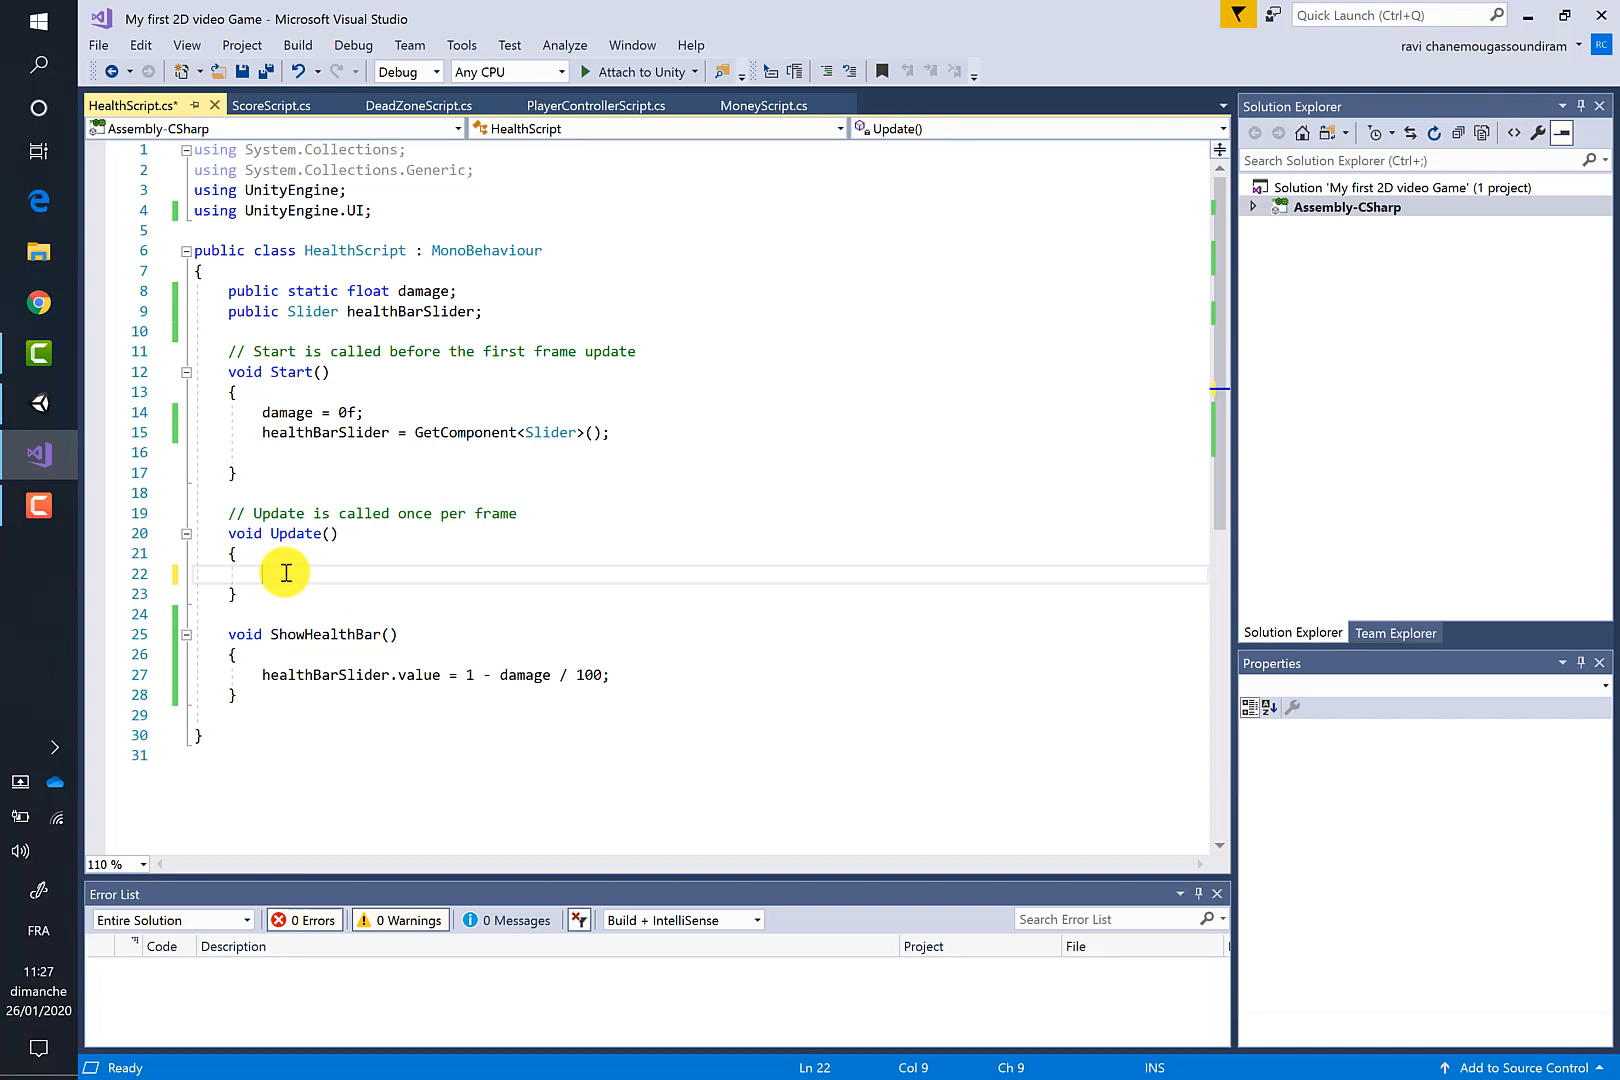 My first 2D video Game - Microsoft Visual Studio
Quick Launch (Ctrl+Q)
File Edit View Project Build Debug Team Tools Test Analyze Window Help
ravi chanemougassoundiram
RC
Debug
Any CPU
Attach to Unity
HealthScript.cs*
ScoreScript.cs
DeadZoneScript.cs
PlayerControllerScript.cs
MoneyScript.cs
Assembly-CSharp
HealthScript
Update()
1 using System.Collections;
2 using System.Collections.Generic;
3 using UnityEngine;
4 using UnityEngine.UI;
5
6 public class HealthScript : MonoBehaviour
7 {
8 public static float damage;
9 public Slider healthBarSlider;
10
11 // Start is called before the first frame update
12 void Start()
13 {
14 damage = 0f;
15 healthBarSlider = GetComponent<Slider>();
16
17 }
18
19 // Update is called once per frame
20 void Update()
21 {
22
23 }
24
25 void ShowHealthBar()
26 {
27 healthBarSlider.value = 1 - damage / 100;
28 }
29
30 }
31
110 %
Solution Explorer
Search Solution Explorer (Ctrl+;)
Solution 'My first 2D video Game' (1 project)
Assembly-CSharp
Solution Explorer
Team Explorer
Properties
Error List
Entire Solution
0 Errors
0 Warnings
0 Messages
Build + IntelliSense
Search Error List
Code
Description
Project
File
FRA
11:27
dimanche
26/01/2020
Ready
Ln 22
Col 9
Ch 9
INS
Add to Source Control